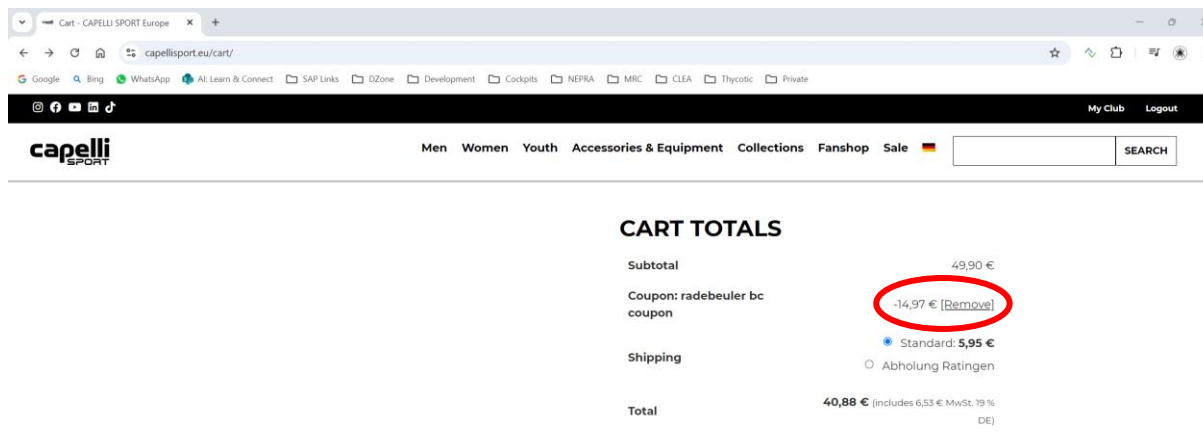 Cart - CAPELLI SPORT Europe
capellisport.eu/cart/
Google Bing WhatsApp AI: Learn & Connect SAP Links DZone Development Cockpits NEPRA MRC CLEA Thycotic Private
My Club Logout
capelli
SPORT
Men Women Youth Accessories & Equipment Collections Fanshop Sale SEARCH
CART TOTALS
Subtotal 49,90 €
Coupon: radebeuler bc
coupon
-14,97 € [Remove]
Shipping
Standard: 5,95 €
Abholung Ratingen
Total
40,88 € (includes 6,53 € MwSt. 19 %
DE)